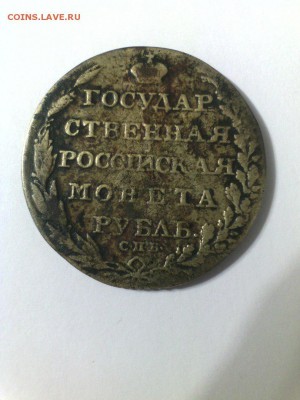 COINS.LAVE.RU
ГОСУДАР
СТВЕННАЯ
РОССІЙСКАЯ
МОНЕТА
РУБЛЬ.
С.П.Б.